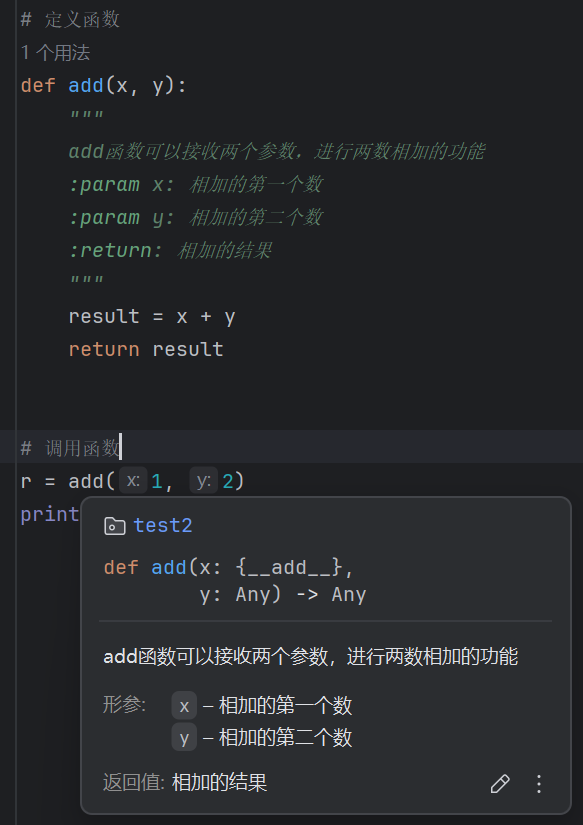 # 定义函数
1 个用法
def add(x, y):
"""
add函数可以接收两个参数，进行两数相加的功能
:param x: 相加的第一个数
:param y: 相加的第二个数
:return: 相加的结果
"""
result = x + y
return result
# 调用函数
r = add( x: 1, y: 2)
print
test2
def add(x: {__add__},
y: Any) -> Any
add函数可以接收两个参数，进行两数相加的功能
形参: x – 相加的第一个数
y – 相加的第二个数
返回值: 相加的结果